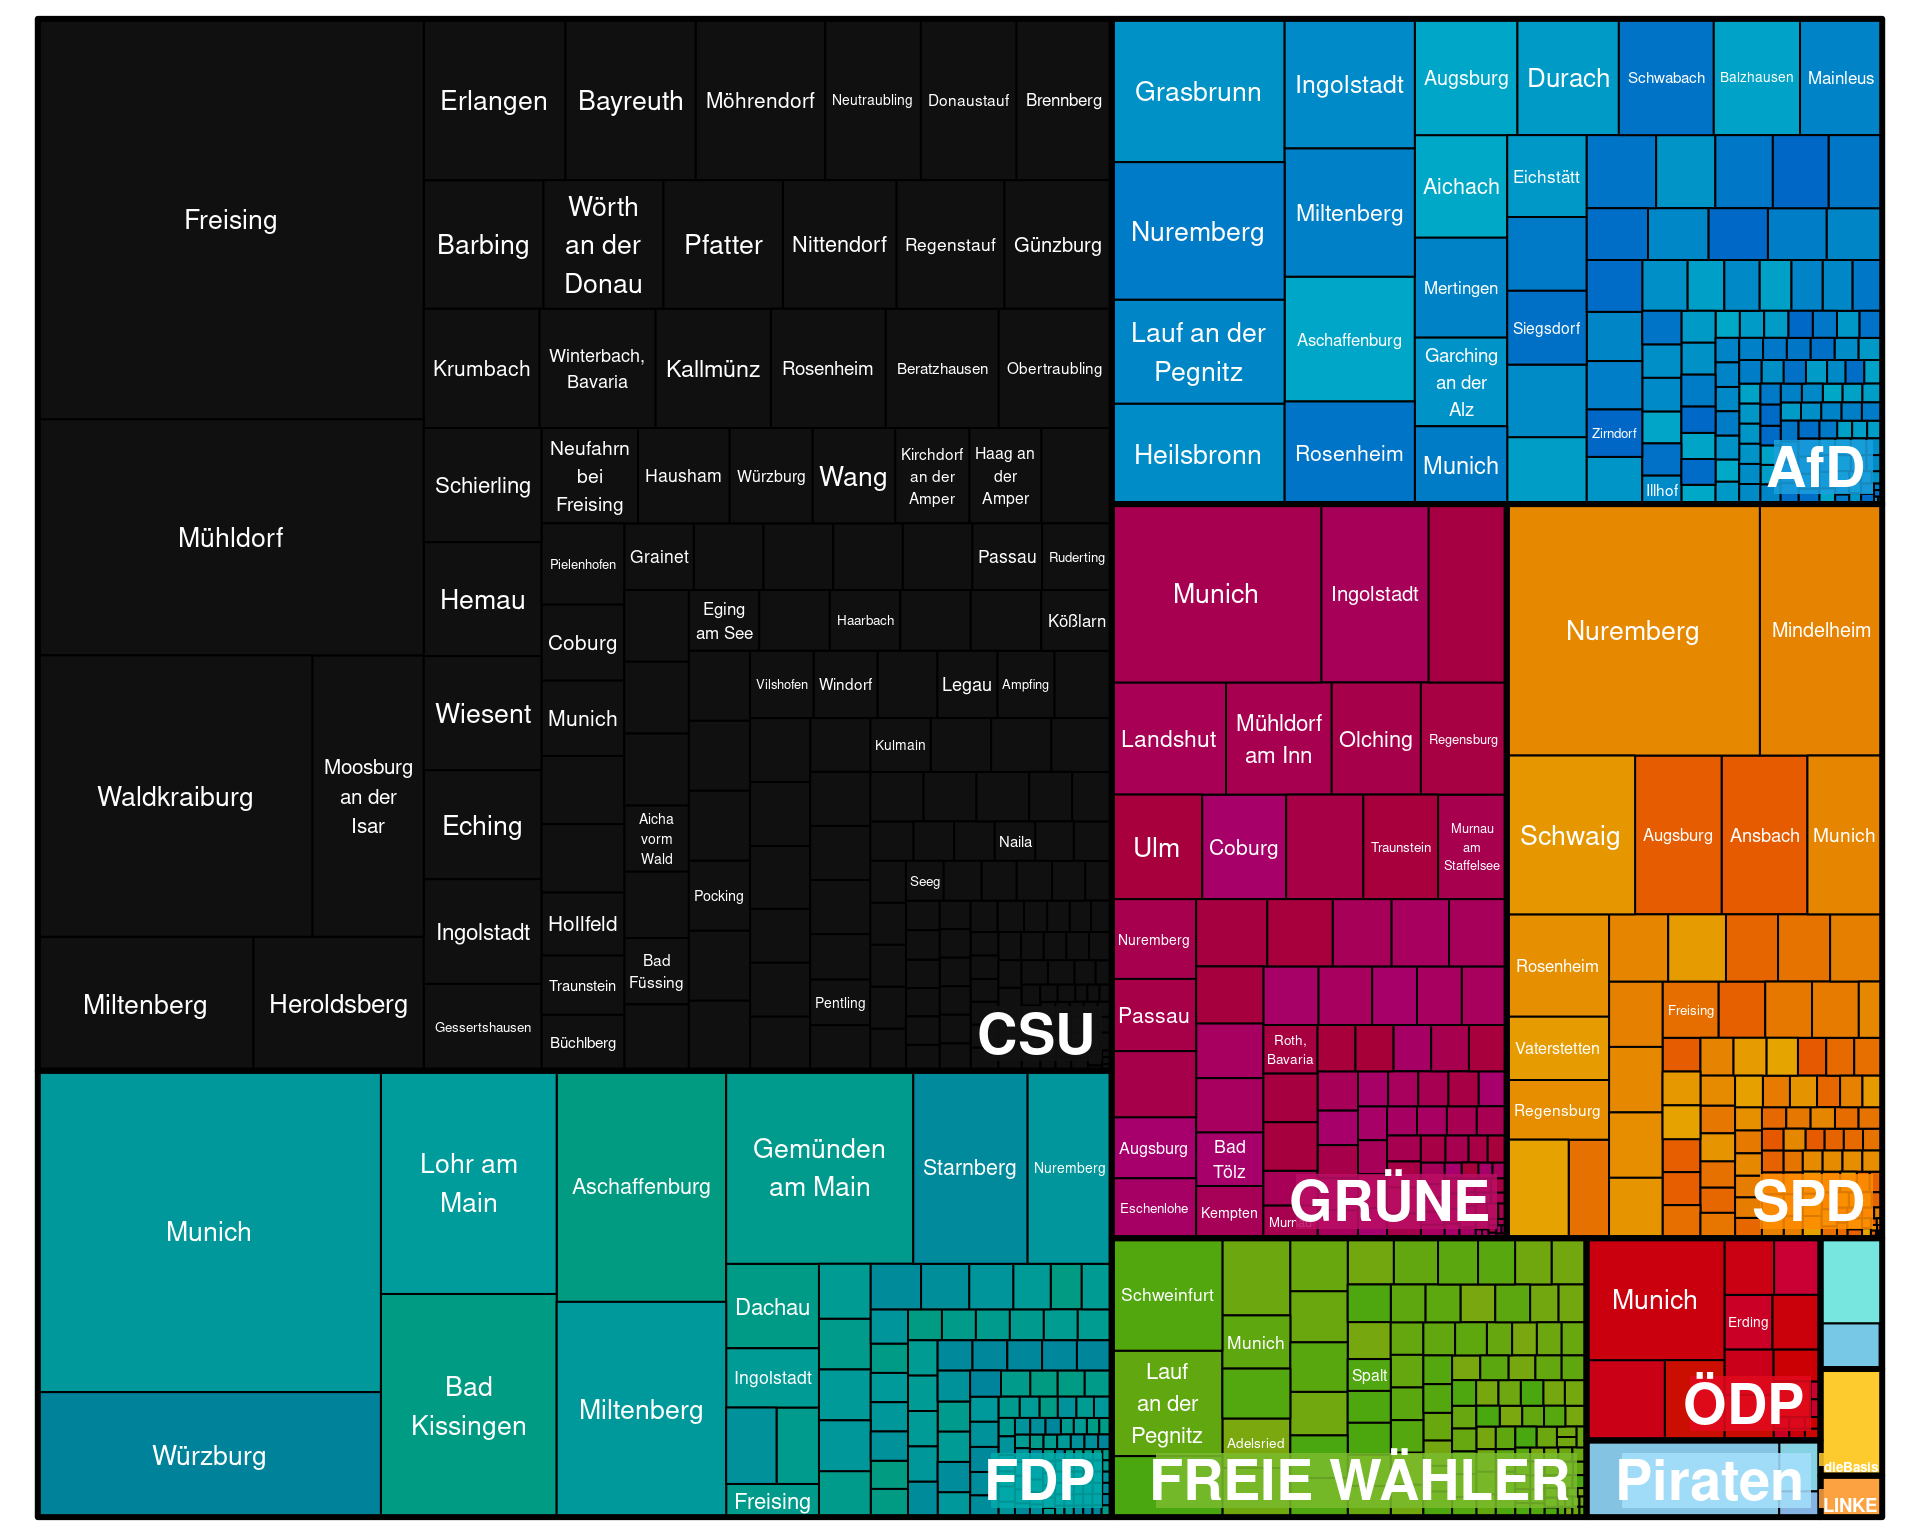 Freising
Erlangen
Bayreuth
Möhrendorf
Neutraubling
Donaustauf
Brennberg
Barbing
Wörth
an der
Donau
Pfatter
Nittendorf
Regenstauf
Günzburg
Krumbach
Winterbach,
Bavaria
Kallmünz
Rosenheim
Beratzhausen
Obertraubling
Mühldorf
Schierling
Neufahrn
bei
Freising
Hausham
Würzburg
Wang
Kirchdorf
an der
Amper
Haag an
der
Amper
Hemau
Pielenhofen
Grainet
Passau
Ruderting
Coburg
Eging
am See
Haarbach
Kößlarn
Waldkraiburg
Moosburg
an der
Isar
Wiesent
Munich
Vilshofen
Windorf
Legau
Ampfing
Kulmain
Eching
Aicha
vorm
Wald
Naila
Pocking
Seeg
Ingolstadt
Hollfeld
Bad
Füssing
Miltenberg
Heroldsberg
Gessertshausen
Traunstein
Büchlberg
Pentling
CSU
Grasbrunn
Ingolstadt
Augsburg
Durach
Schwabach
Balzhausen
Mainleus
Nuremberg
Miltenberg
Aichach
Eichstätt
Lauf an der
Pegnitz
Aschaffenburg
Mertingen
Siegsdorf
Garching
an der
Alz
Heilsbronn
Rosenheim
Munich
Zirndorf
Illhof
AfD
Munich
Ingolstadt
Landshut
Mühldorf
am Inn
Olching
Regensburg
Ulm
Coburg
Traunstein
Murnau
am
Staffelsee
Nuremberg
Passau
Roth,
Bavaria
Augsburg
Bad
Tölz
Eschenlohe
Kempten
GRÜNE
Nuremberg
Mindelheim
Schwaig
Augsburg
Ansbach
Munich
Rosenheim
Freising
Vaterstetten
Regensburg
SPD
Munich
Lohr am
Main
Aschaffenburg
Gemünden
am Main
Starnberg
Nuremberg
Dachau
Ingolstadt
Bad
Kissingen
Miltenberg
Würzburg
Freising
FDP
Schweinfurt
Munich
Lauf
an der
Pegnitz
Spalt
Adelsried
FREIE WÄHLER
Munich
Erding
ÖDP
Piraten
dieBasis
LINKE